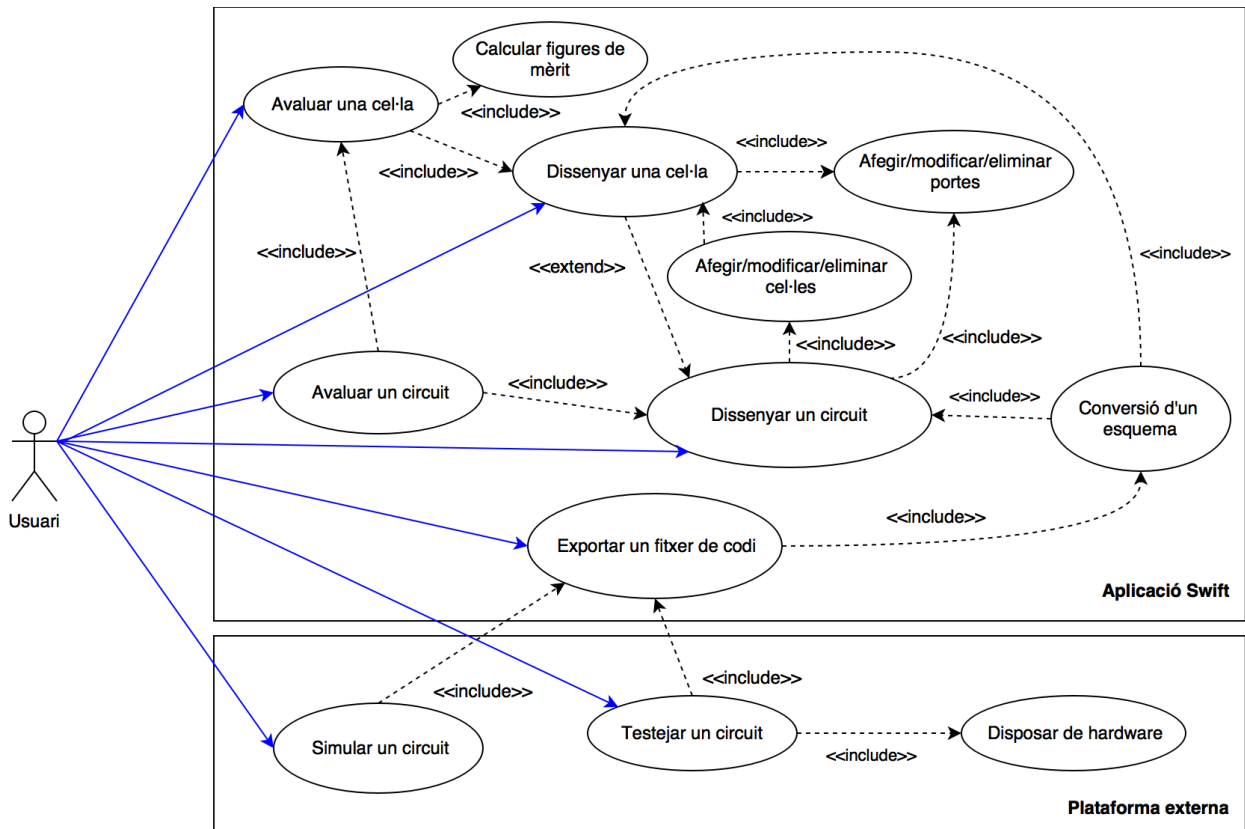 Calcular figures de
mèrit
Avaluar una cel·la
<<include>>
<<include>>
Dissenyar una cel·la
<<include>>
Afegir/modificar/eliminar
portes
<<include>>
<<include>>
<<include>>
<<extend>>
Afegir/modificar/eliminar
cel·les
<<include>>
<<include>>
Avaluar un circuit
<<include>>
Dissenyar un circuit
<<include>>
Conversió d'un
esquema
Usuari
<<include>>
Exportar un fitxer de codi
Aplicació Swift
<<include>>
<<include>>
Simular un circuit
Testejar un circuit
<<include>>
Disposar de hardware
Plataforma externa